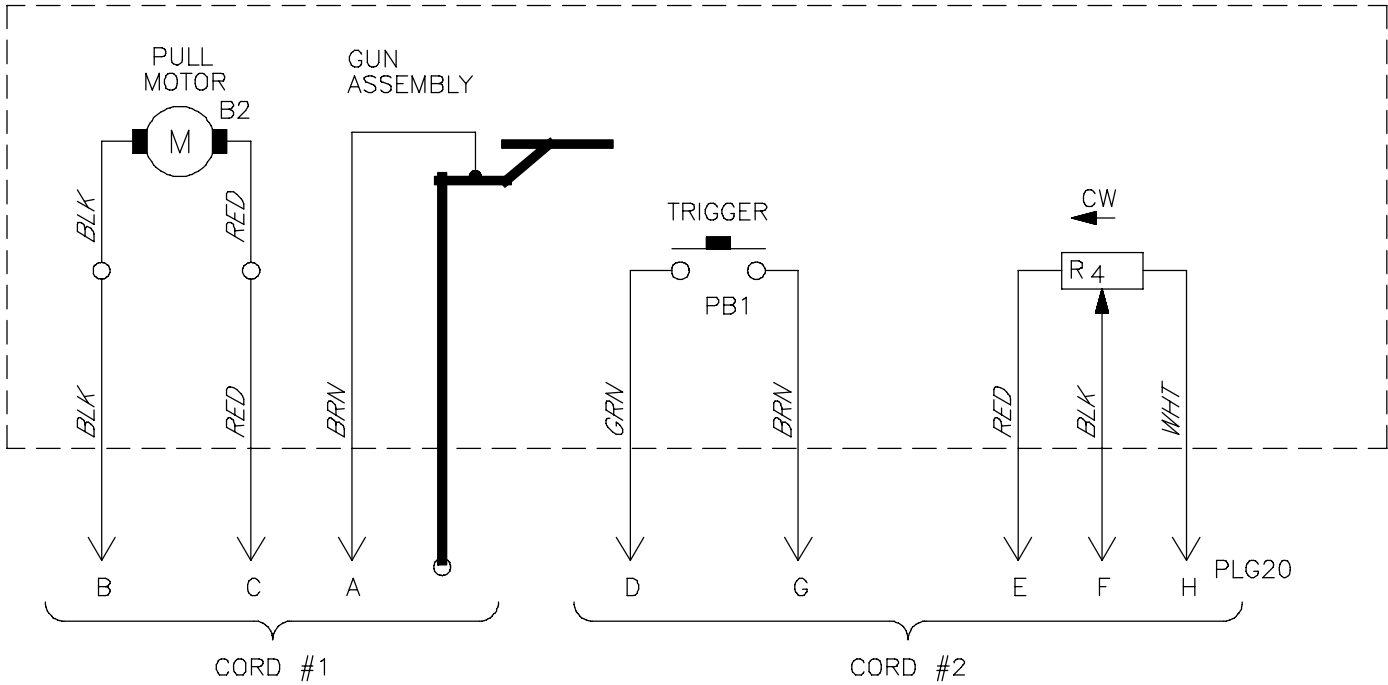 PULL
MOTOR
B2
M
GUN
ASSEMBLY
TRIGGER
PB1
CW
R 4
BLK
RED
BLK
RED
BRN
GRN
BRN
RED
BLK
WHT
B
C
A
D
G
E
F
H
PLG20
CORD #1
CORD #2